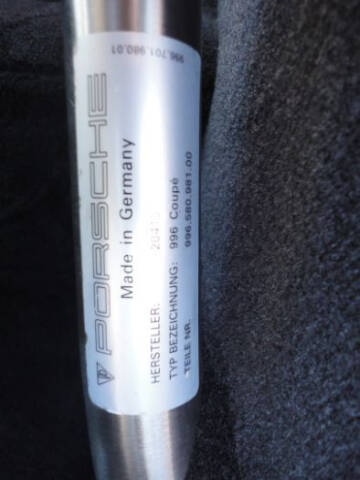 PORSCHE
Made in Germany
HERSTELLER:
TYP BEZEICHNUNG: 996 Coupé
TEILE NR. 996.580.981.00
996.701.980.01